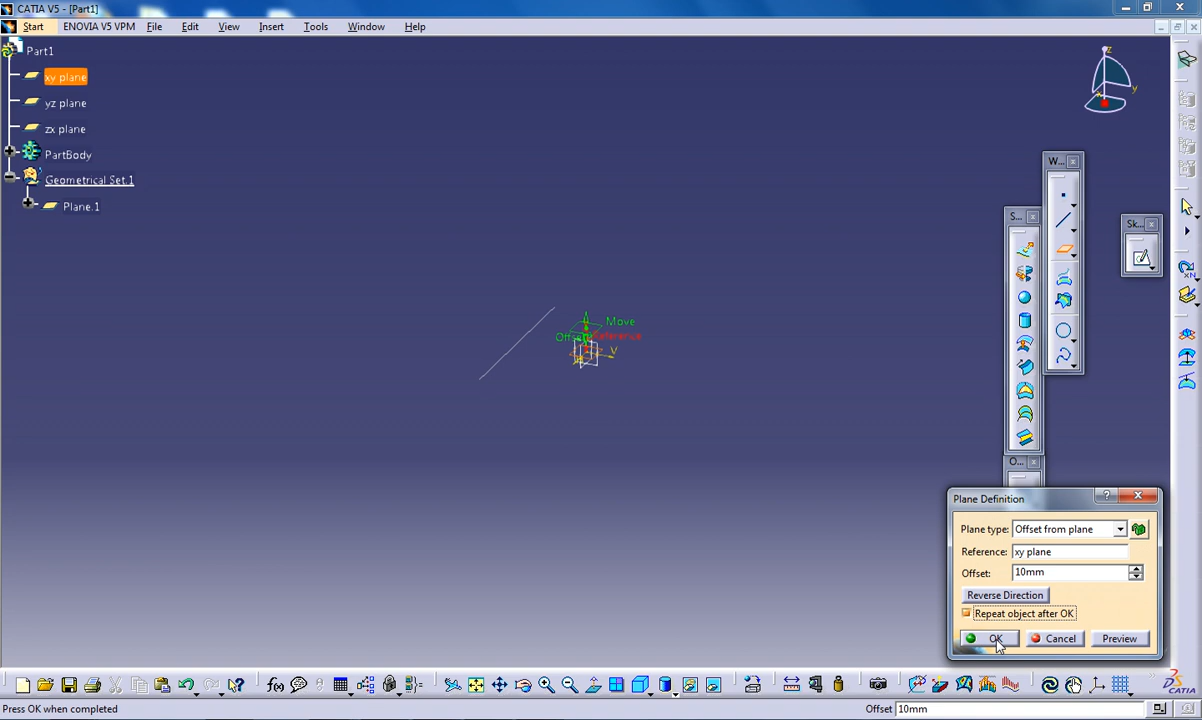 CATIA V5 - [Part1]
Start ENOVIA V5 VPM File Edit View Insert Tools Window Help
Part1
xy plane
yz plane
zx plane
PartBody
Geometrical Set.1
Plane.1
z
y
W...
S...
Sk...
Move
Reference
V
O...
Plane Definition
Plane type: Offset from plane
Reference: xy plane
Offset: 10mm
Reverse Direction
Repeat object after OK
OK Cancel Preview
f(x)
CATIA
Press OK when completed
Offset 10mm